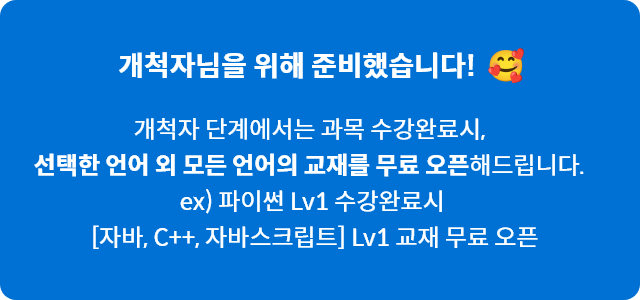 개척자님을 위해 준비했습니다! 🥰
개척자 단계에서는 과목 수강완료시,
선택한 언어 외 모든 언어의 교재를 무료 오픈해드립니다.
ex) 파이썬 Lv1 수강완료시
[자바, C++, 자바스크립트] Lv1 교재 무료 오픈